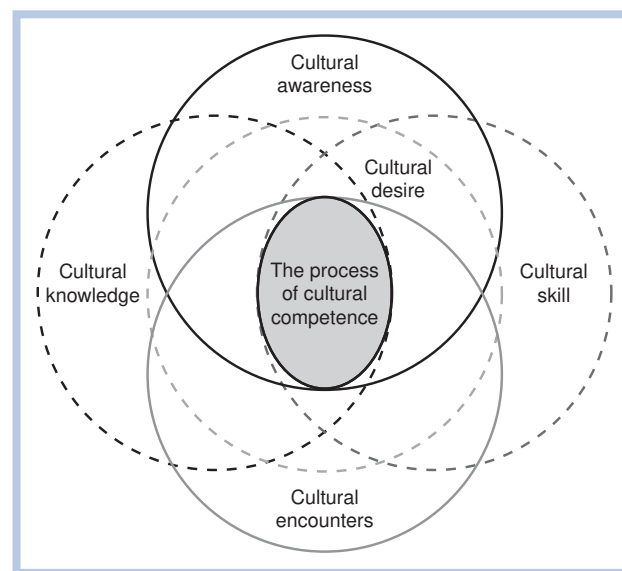 Cultural
awareness
Cultural
desire
Cultural
knowledge
The process
of cultural
competence
Cultural
skill
Cultural
encounters